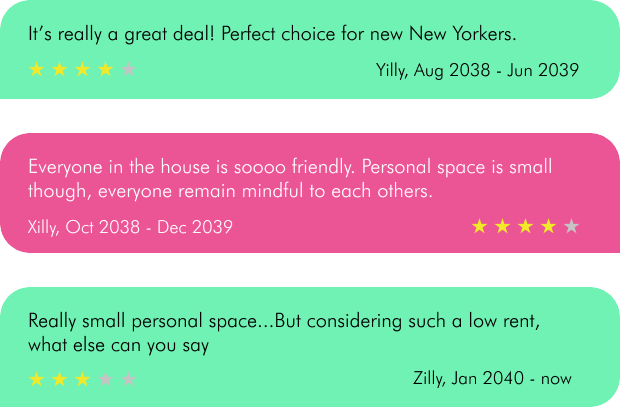 It's really a great deal! Perfect choice for new New Yorkers.
Yilly, Aug 2038 - Jun 2039
Everyone in the house is soooo friendly. Personal space is small
though, everyone remain mindful to each others.
Xilly, Oct 2038 - Dec 2039
Really small personal space...But considering such a low rent,
what else can you say
Zilly, Jan 2040 - now